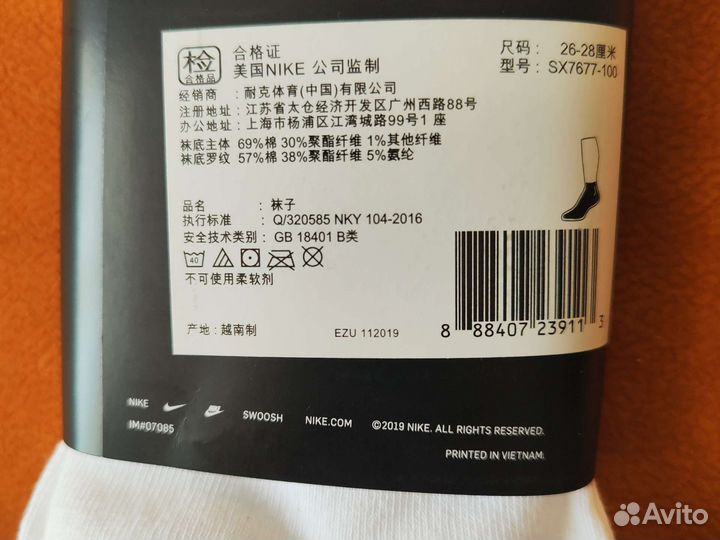 检
合格品
合格证
美国NIKE 公司监制
经销商 : 耐克体育(中国)有限公司
注册地址: 江苏省太仓经济开发区广州西路88号
办公地址: 上海市杨浦区江湾城路99号1 座
尺码: 26-28厘米
型号: SX7677-100
袜底主体 69%棉 30%聚酯纤维 1%其他纤维
袜底罗纹 57%棉 38%聚酯纤维 5%氨纶
品名 : 袜子
执行标准 : Q/320585 NKY 104-2016
安全技术类别: GB 18401 B类
40
不可使用柔软剂
产地: 越南制
EZU 112019
8 88407 23911 3
NIKE SWOOSH NIKE.COM ©2019 NIKE. ALL RIGHTS RESERVED.
IM#07085
PRINTED IN VIETNAM.
Avito